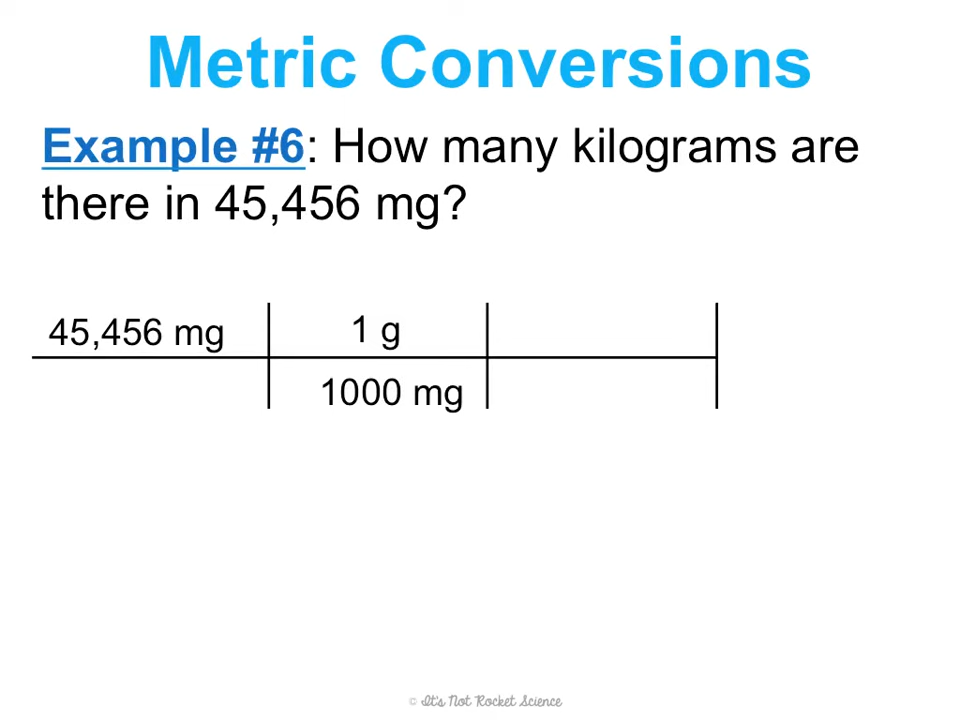 Metric Conversions
Example #6: How many kilograms are
there in 45,456 mg?
45,456 mg 1 g
1000 mg
© It's Not Rocket Science